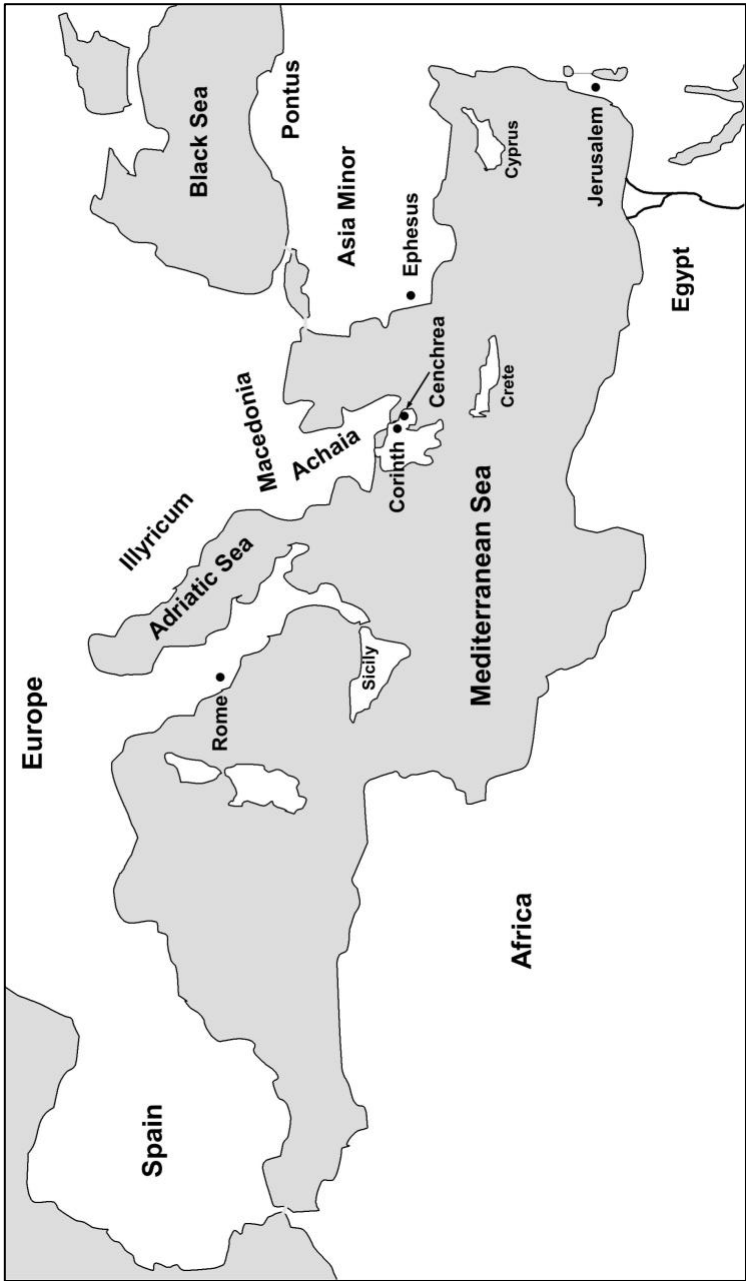 Europe
Spain
Black Sea
Pontus
Asia Minor
Illyricum
Macedonia
Adriatic Sea
Achaia
Rome
Ephesus
Corinth
Cenchrea
Sicily
Crete
Cyprus
Mediterranean Sea
Jerusalem
Africa
Egypt